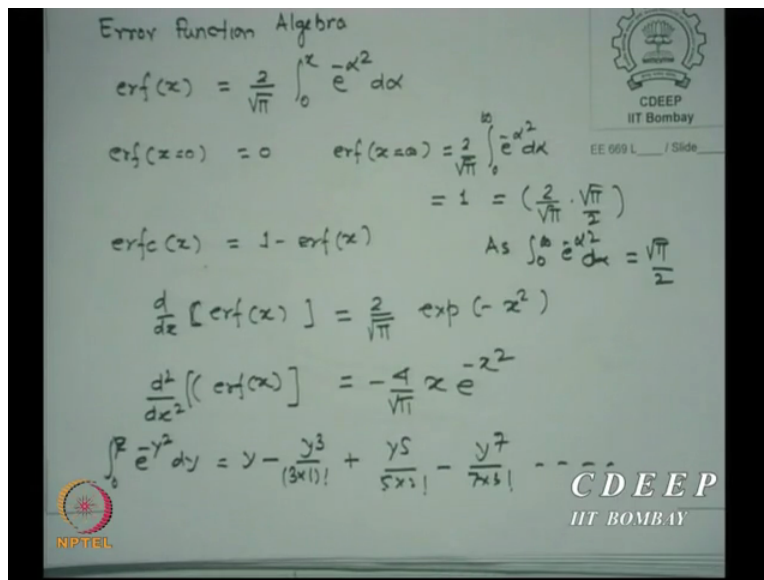 Error Function Algebra
erf(x) = 2/√π ∫₀ˣ e^-α² dα
erf(x=0) = 0 erf(x=∞) = 2/√π ∫₀^∞ e^-α² dα
= 1 = (2/√π · √π/2)
erfc(x) = 1 - erf(x) As ∫₀^∞ e^-α² dα = √π/2
d/dx [erf(x)] = 2/√π exp(-x²)
d²/dx² [(erf(x)] = -4/√π x e^-x²
∫₀^z e^-y² dy = y - y³/(3×1)! + y5/5×2! - y⁷/7×3! - - - -
CDEEP
IIT Bombay
EE 669 L___ / Slide___
CDEEP
IIT BOMBAY
NPTEL